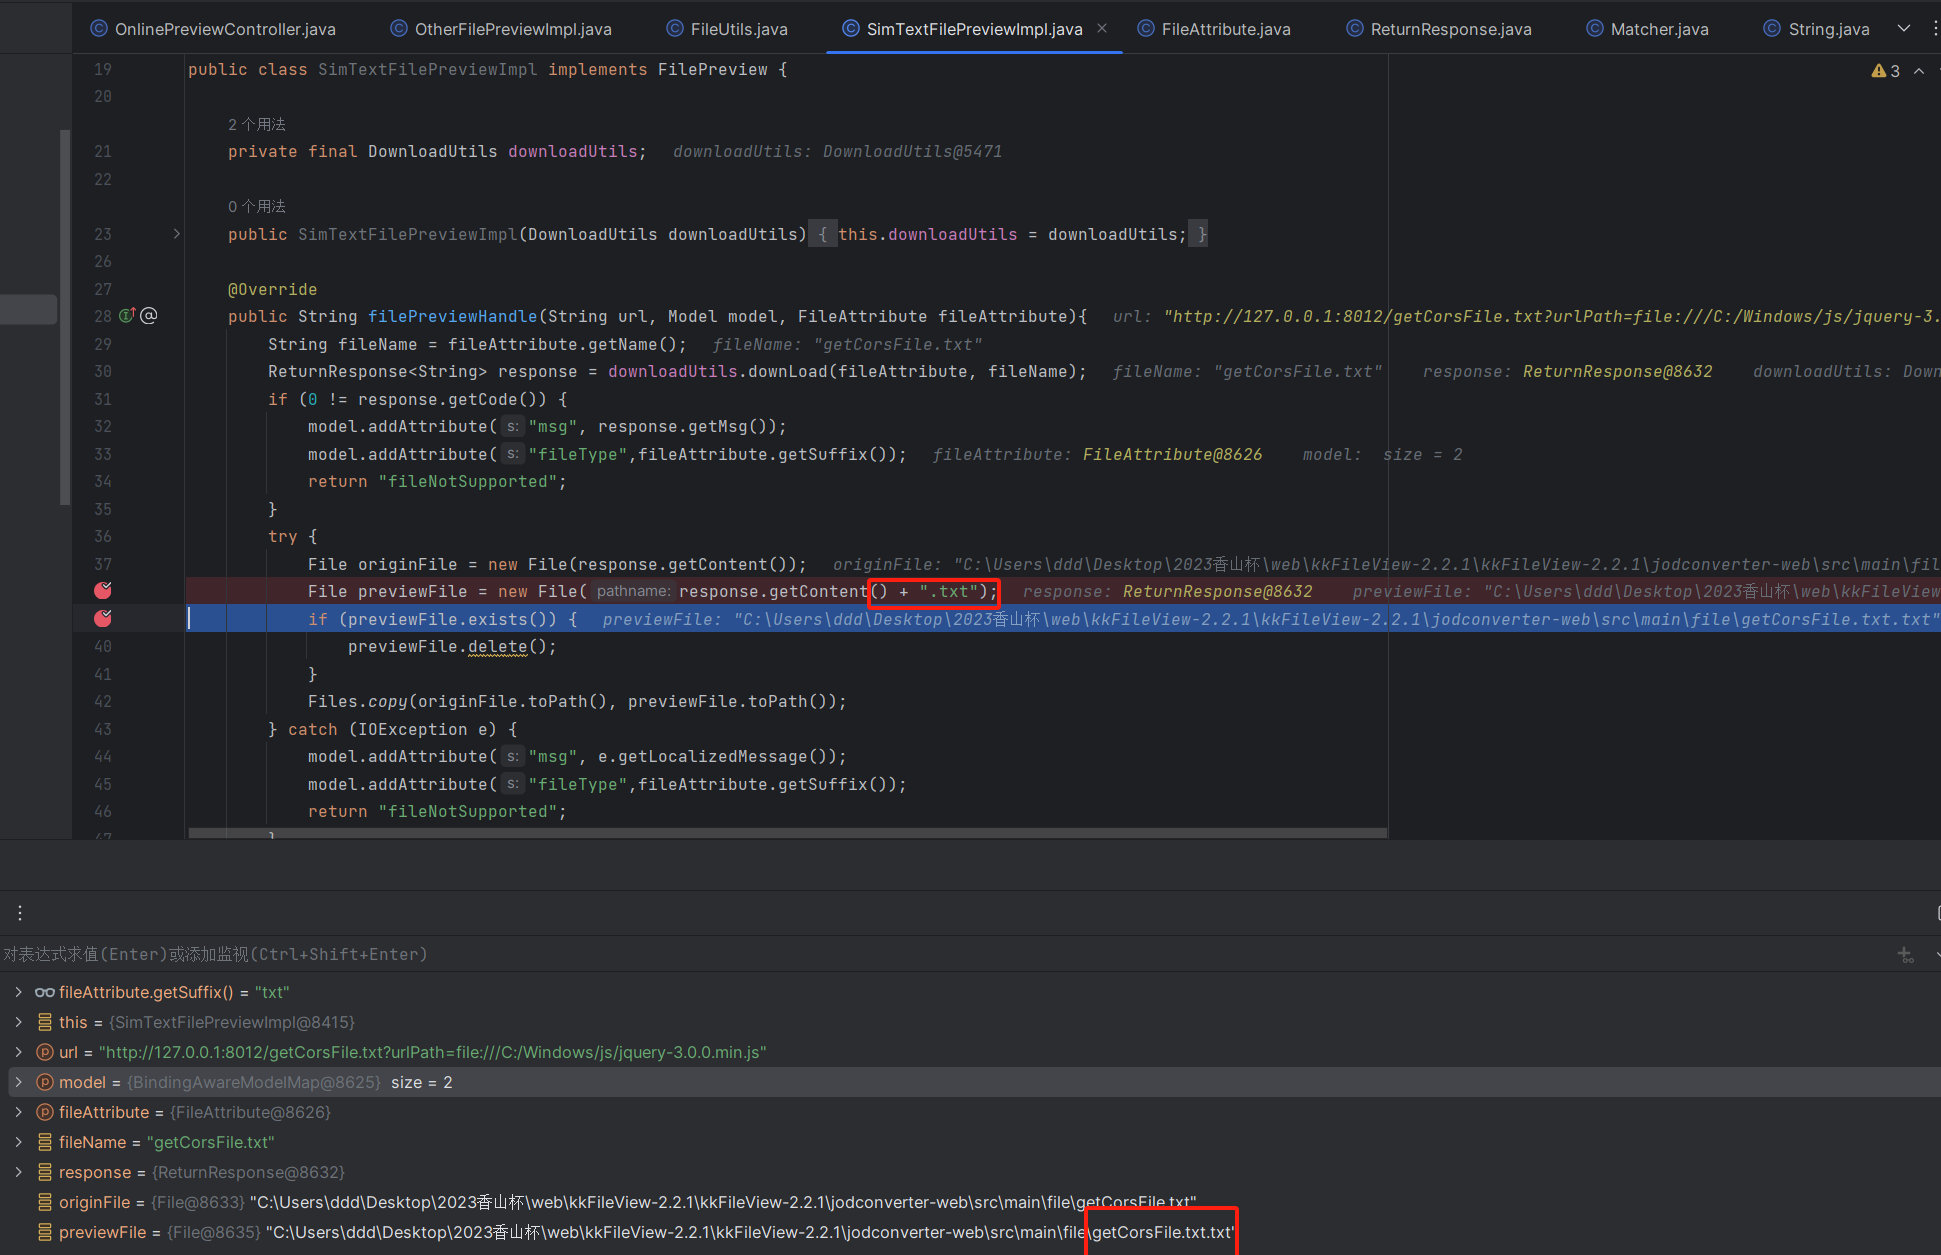 OnlinePreviewController.java OtherFilePreviewImpl.java FileUtils.java SimTextFilePreviewImpl.java FileAttribute.java ReturnResponse.java Matcher.java String.java
19 public class SimTextFilePreviewImpl implements FilePreview { 3
20
2 个用法
21 private final DownloadUtils downloadUtils; downloadUtils: DownloadUtils@5471
22
0 个用法
23 public SimTextFilePreviewImpl(DownloadUtils downloadUtils) { this.downloadUtils = downloadUtils; }
26
27 @Override
28 public String filePreviewHandle(String url, Model model, FileAttribute fileAttribute){ url: "http://127.0.0.1:8012/getCorsFile.txt?urlPath=file:///C:/Windows/js/jquery-3.
29 String fileName = fileAttribute.getName(); fileName: "getCorsFile.txt"
30 ReturnResponse<String> response = downloadUtils.downLoad(fileAttribute, fileName); fileName: "getCorsFile.txt" response: ReturnResponse@8632 downloadUtils: Down
31 if (0 != response.getCode()) {
32 model.addAttribute( s: "msg", response.getMsg());
33 model.addAttribute( s: "fileType",fileAttribute.getSuffix()); fileAttribute: FileAttribute@8626 model: size = 2
34 return "fileNotSupported";
35 }
36 try {
37 File originFile = new File(response.getContent()); originFile: "C:\Users\ddd\Desktop\2023香山杯\web\kkFileView-2.2.1\kkFileView-2.2.1\jodconverter-web\src\main\fil
File previewFile = new File( pathname: response.getContent() + ".txt"); response: ReturnResponse@8632 previewFile: "C:\Users\ddd\Desktop\2023香山杯\web\kkFileView
if (previewFile.exists()) { previewFile: "C:\Users\ddd\Desktop\2023香山杯\web\kkFileView-2.2.1\kkFileView-2.2.1\jodconverter-web\src\main\file\getCorsFile.txt.txt"
40 previewFile.delete();
41 }
42 Files.copy(originFile.toPath(), previewFile.toPath());
43 } catch (IOException e) {
44 model.addAttribute( s: "msg", e.getLocalizedMessage());
45 model.addAttribute( s: "fileType",fileAttribute.getSuffix());
46 return "fileNotSupported";
47 }
对表达式求值(Enter)或添加监视(Ctrl+Shift+Enter)
fileAttribute.getSuffix() = "txt"
this = {SimTextFilePreviewImpl@8415}
url = "http://127.0.0.1:8012/getCorsFile.txt?urlPath=file:///C:/Windows/js/jquery-3.0.0.min.js"
model = {BindingAwareModelMap@8625} size = 2
fileAttribute = {FileAttribute@8626}
fileName = "getCorsFile.txt"
response = {ReturnResponse@8632}
originFile = {File@8633} "C:\Users\ddd\Desktop\2023香山杯\web\kkFileView-2.2.1\kkFileView-2.2.1\jodconverter-web\src\main\file\getCorsFile.txt"
previewFile = {File@8635} "C:\Users\ddd\Desktop\2023香山杯\web\kkFileView-2.2.1\kkFileView-2.2.1\jodconverter-web\src\main\file\getCorsFile.txt.txt"